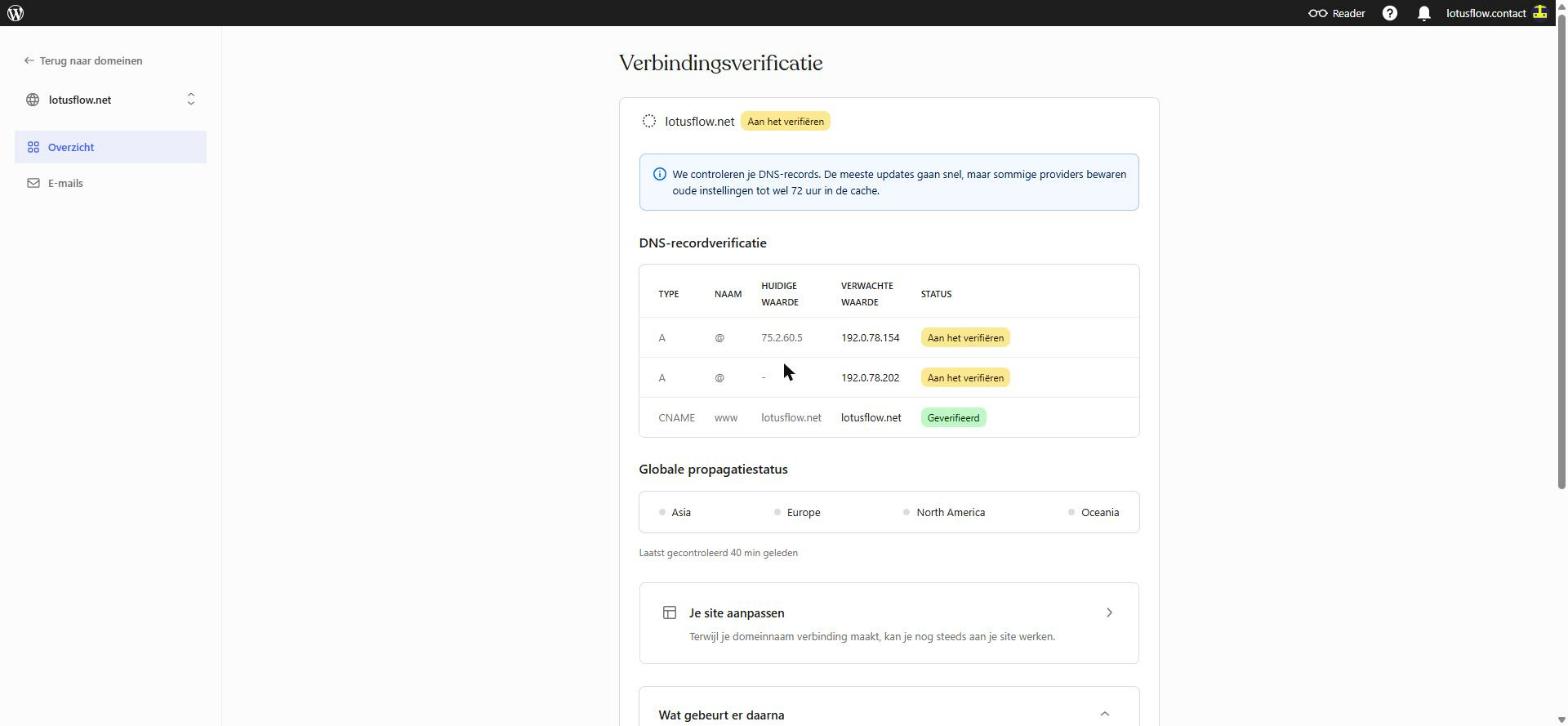 Reader
lotusflow.contact
Terug naar domeinen
lotusflow.net
Overzicht
E-mails
Verbindingsverificatie
lotusflow.net Aan het verifiëren
We controleren je DNS-records. De meeste updates gaan snel, maar sommige providers bewaren
oude instellingen tot wel 72 uur in de cache.
DNS-recordverificatie
TYPE NAAM HUIDIGE WAARDE VERWACHTE WAARDE STATUS
A @ 75.2.60.5 192.0.78.154 Aan het verifiëren
A @ - 192.0.78.202 Aan het verifiëren
CNAME www lotusflow.net lotusflow.net Geverifieerd
Globale propagatiestatus
Asia Europe North America Oceania
Laatst gecontroleerd 40 min geleden
Je site aanpassen
Terwijl je domeinnaam verbinding maakt, kan je nog steeds aan je site werken.
Wat gebeurt er daarna